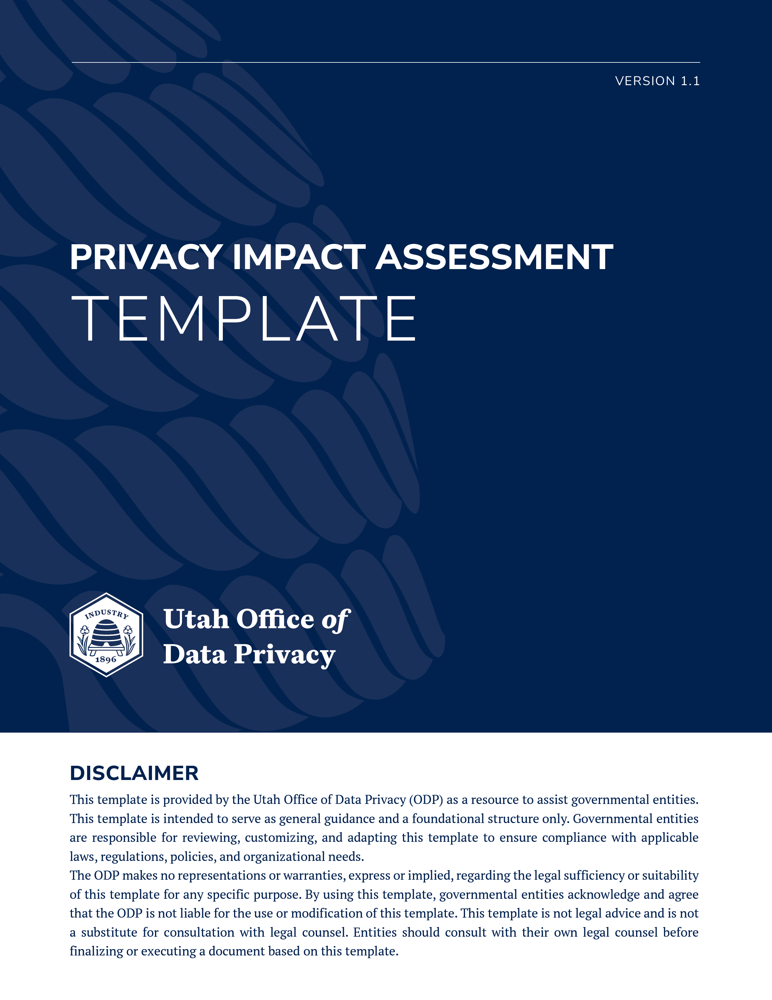 VERSION 1.1
PRIVACY IMPACT ASSESSMENT
TEMPLATE
INDUSTRY
1896
Utah Office of
Data Privacy
DISCLAIMER
This template is provided by the Utah Office of Data Privacy (ODP) as a resource to assist governmental entities.
This template is intended to serve as general guidance and a foundational structure only. Governmental entities
are responsible for reviewing, customizing, and adapting this template to ensure compliance with applicable
laws, regulations, policies, and organizational needs.
The ODP makes no representations or warranties, express or implied, regarding the legal sufficiency or suitability
of this template for any specific purpose. By using this template, governmental entities acknowledge and agree
that the ODP is not liable for the use or modification of this template. This template is not legal advice and is not
a substitute for consultation with legal counsel. Entities should consult with their own legal counsel before
finalizing or executing a document based on this template.